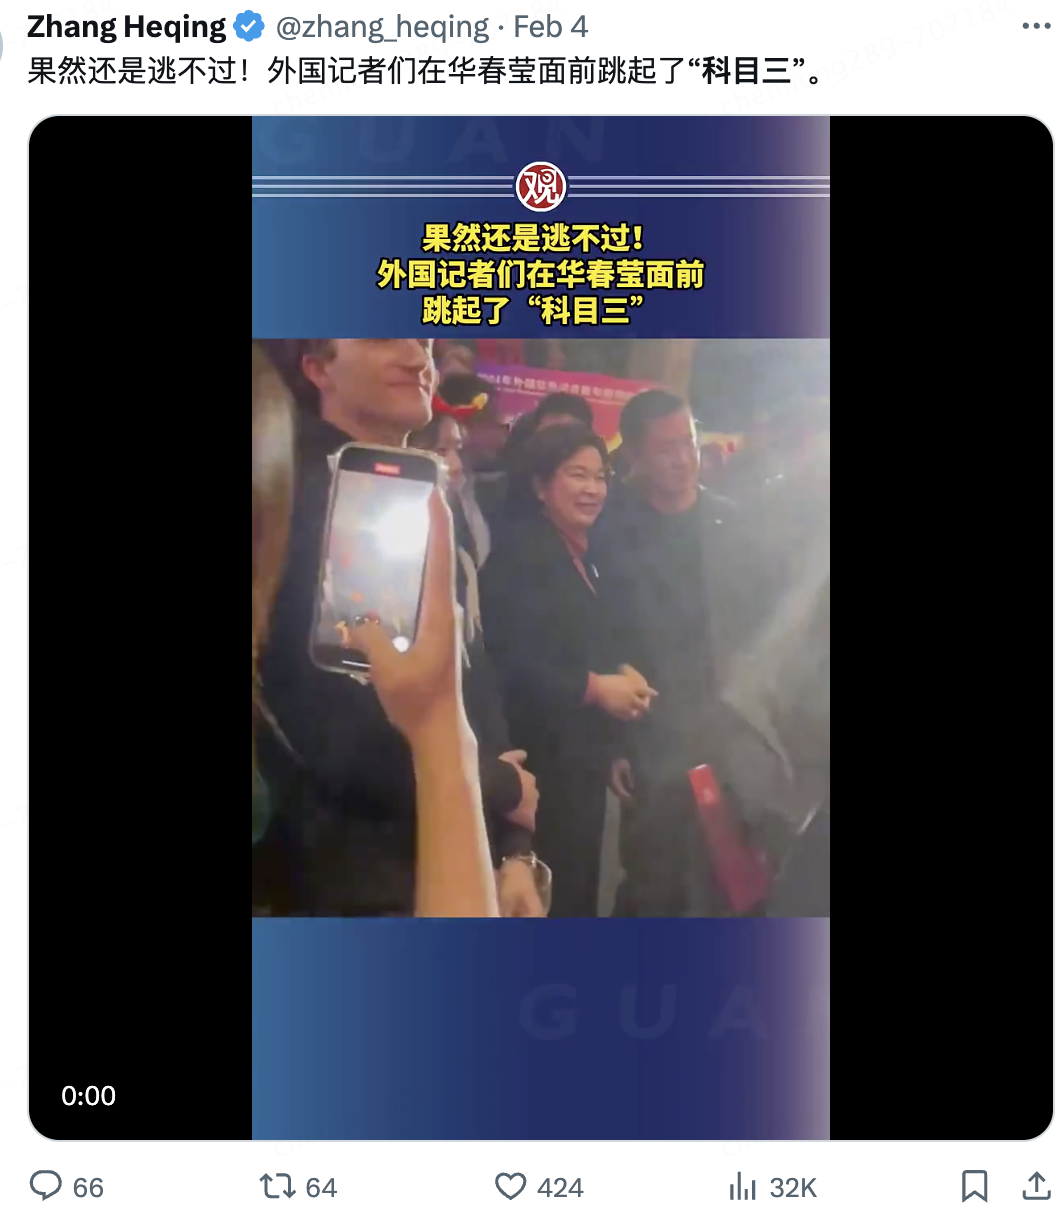 Zhang Heqing @zhang_heqing · Feb 4
果然还是逃不过！外国记者们在华春莹面前跳起了“科目三”。
GUAN
观
果然还是逃不过！
外国记者们在华春莹面前
跳起了“科目三”
GUA
0:00
66 64 424 32K